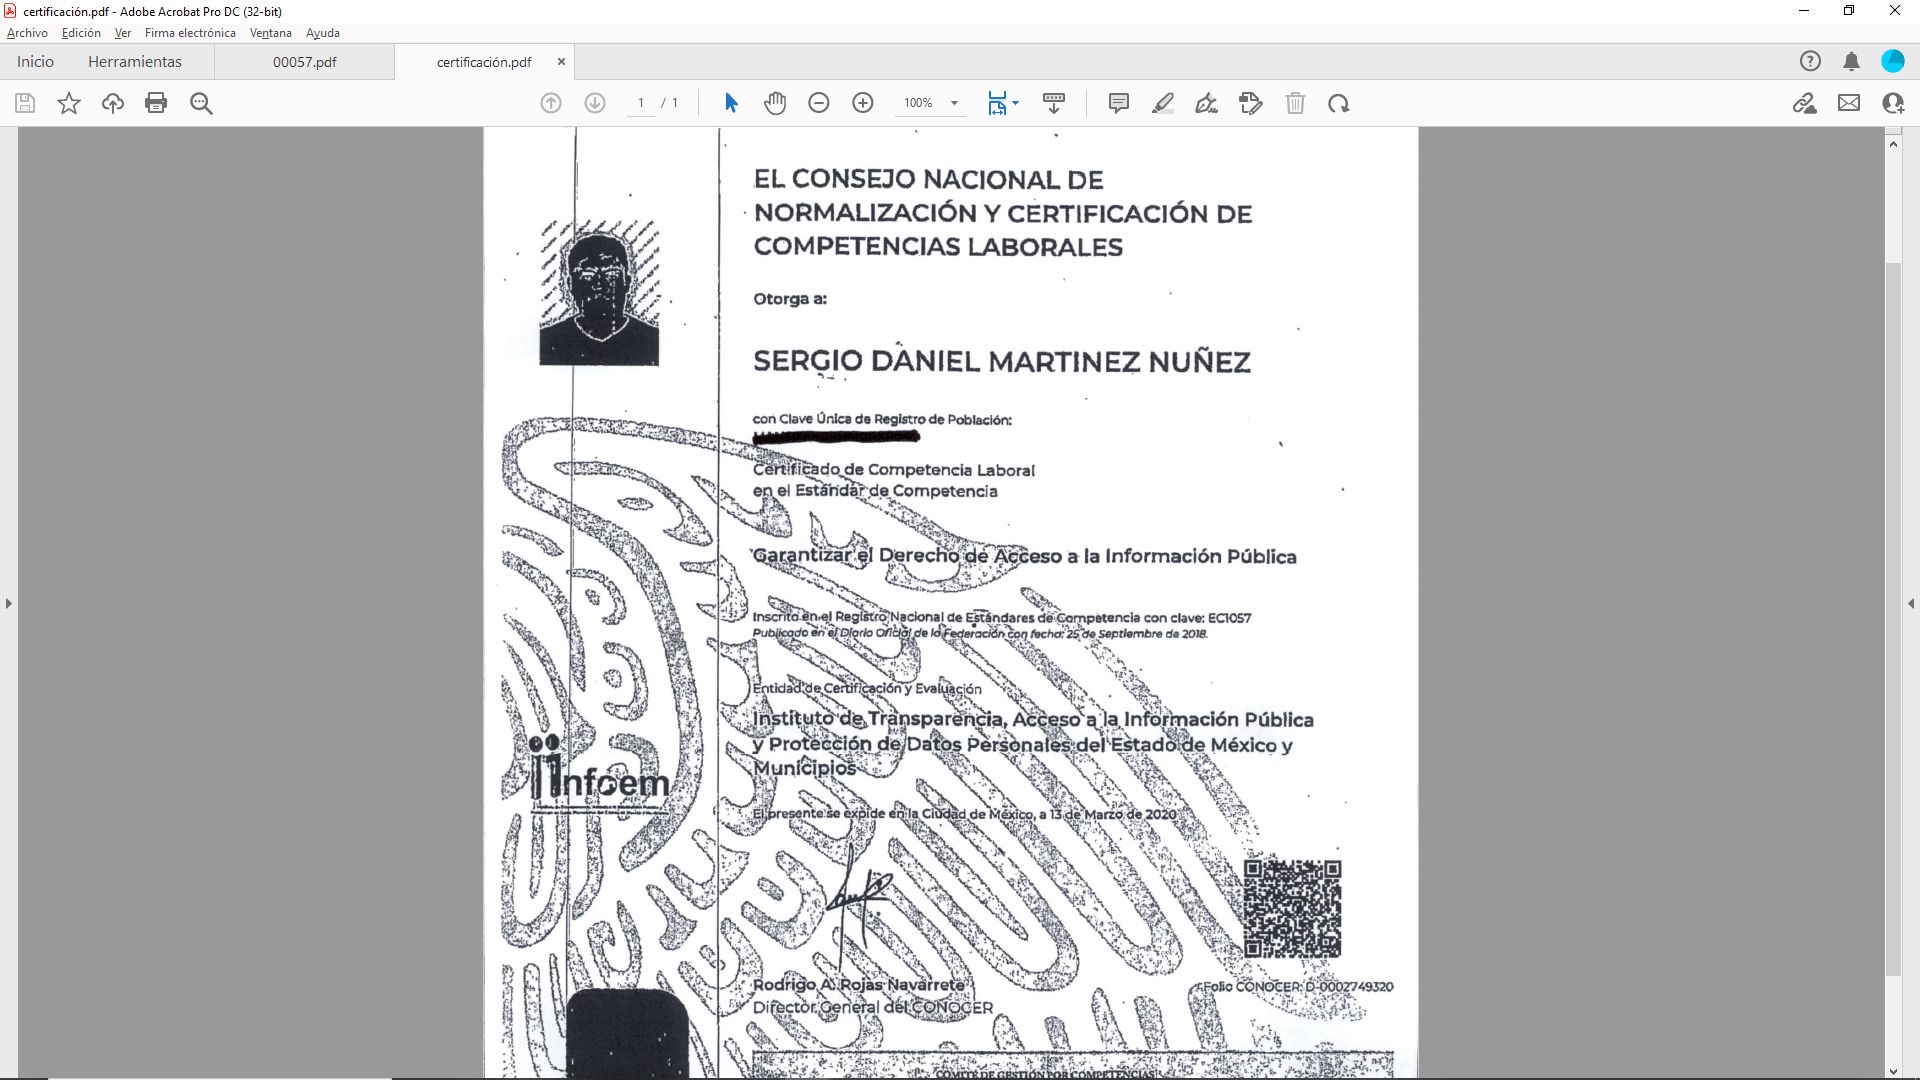 certificación.pdf - Adobe Acrobat Pro DC (32-bit)
Archivo Edición Ver Firma electrónica Ventana Ayuda
Inicio Herramientas 00057.pdf certificación.pdf
1 / 1 100%
EL CONSEJO NACIONAL DE
NORMALIZACIÓN Y CERTIFICACIÓN DE
COMPETENCIAS LABORALES
Otorga a:
SERGIO DANIEL MARTINEZ NUÑEZ
con Clave Única de Registro de Población:
Certificado de Competencia Laboral
en el Estándar de Competencia
Garantizar el Derecho de Acceso a la Información Pública
Inscrito en el Registro Nacional de Estándares de Competencia con clave: EC1057
Publicado en el Diario Oficial de la Federación con fecha: 25 de Septiembre de 2018.
Entidad de Certificación y Evaluación
Instituto de Transparencia, Acceso a la Información Pública
y Protección de Datos Personales del Estado de México y
Municipios
infoem
El presente se expide en la Ciudad de México, a 13 de Marzo de 2020
Rodrigo A. Rojas Navarrete
Director General del CONOCER
Folio CONOCER: D-0002749320
COMITÉ DE GESTIÓN POR COMPETENCIAS